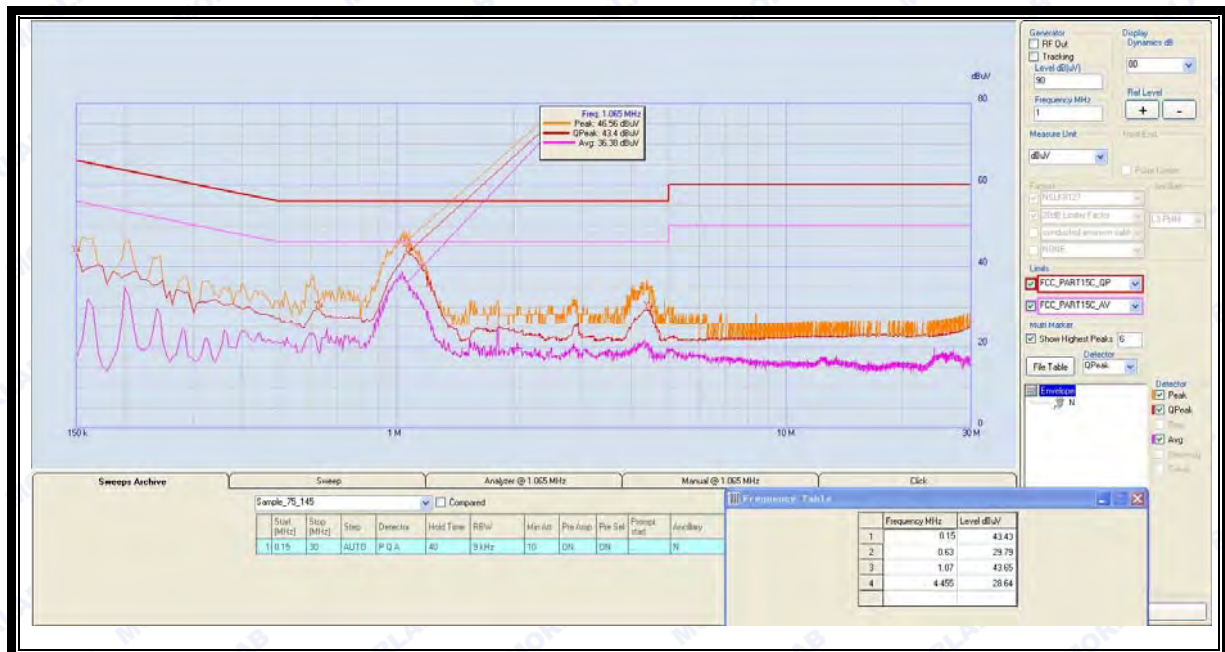 dBuV
80
60
40
20
0
150 k
1 M
10 M
30 M
Freq: 1.065 MHz
Peak: 46.56 dBuV
QPeak: 43.4 dBuV
Avg: 36.38 dBuV
Generator
RF Out
Tracking
Level dB(uV)
90
Frequency MHz
1
Display
Dynamics dB
80
Ref Level
+ -
Measure Unit
dBuV
Limits
FCC_PART15C_QP
FCC_PART15C_AV
Multi Marker
Show Highest Peaks 6
File Table
Detector
QPeak
Envelope
N
Detector
Peak
QPeak
Avg
Sweeps Archive Sweep Analyzer @ 1.065 MHz Manual @ 1.065 MHz Click
Sample_75_145 Compared
Start [MHz] Stop [MHz] Step Detector Hold Time RBW Min Att Pre Amp Pre Sel Prompt start Ancillary
1 0.15 30 AUTO P Q A 40 9 kHz 10 ON ON N
Frequency Table
Frequency MHz Level dBuV
1 0.15 43.43
2 0.63 29.79
3 1.07 43.65
4 4.455 28.64